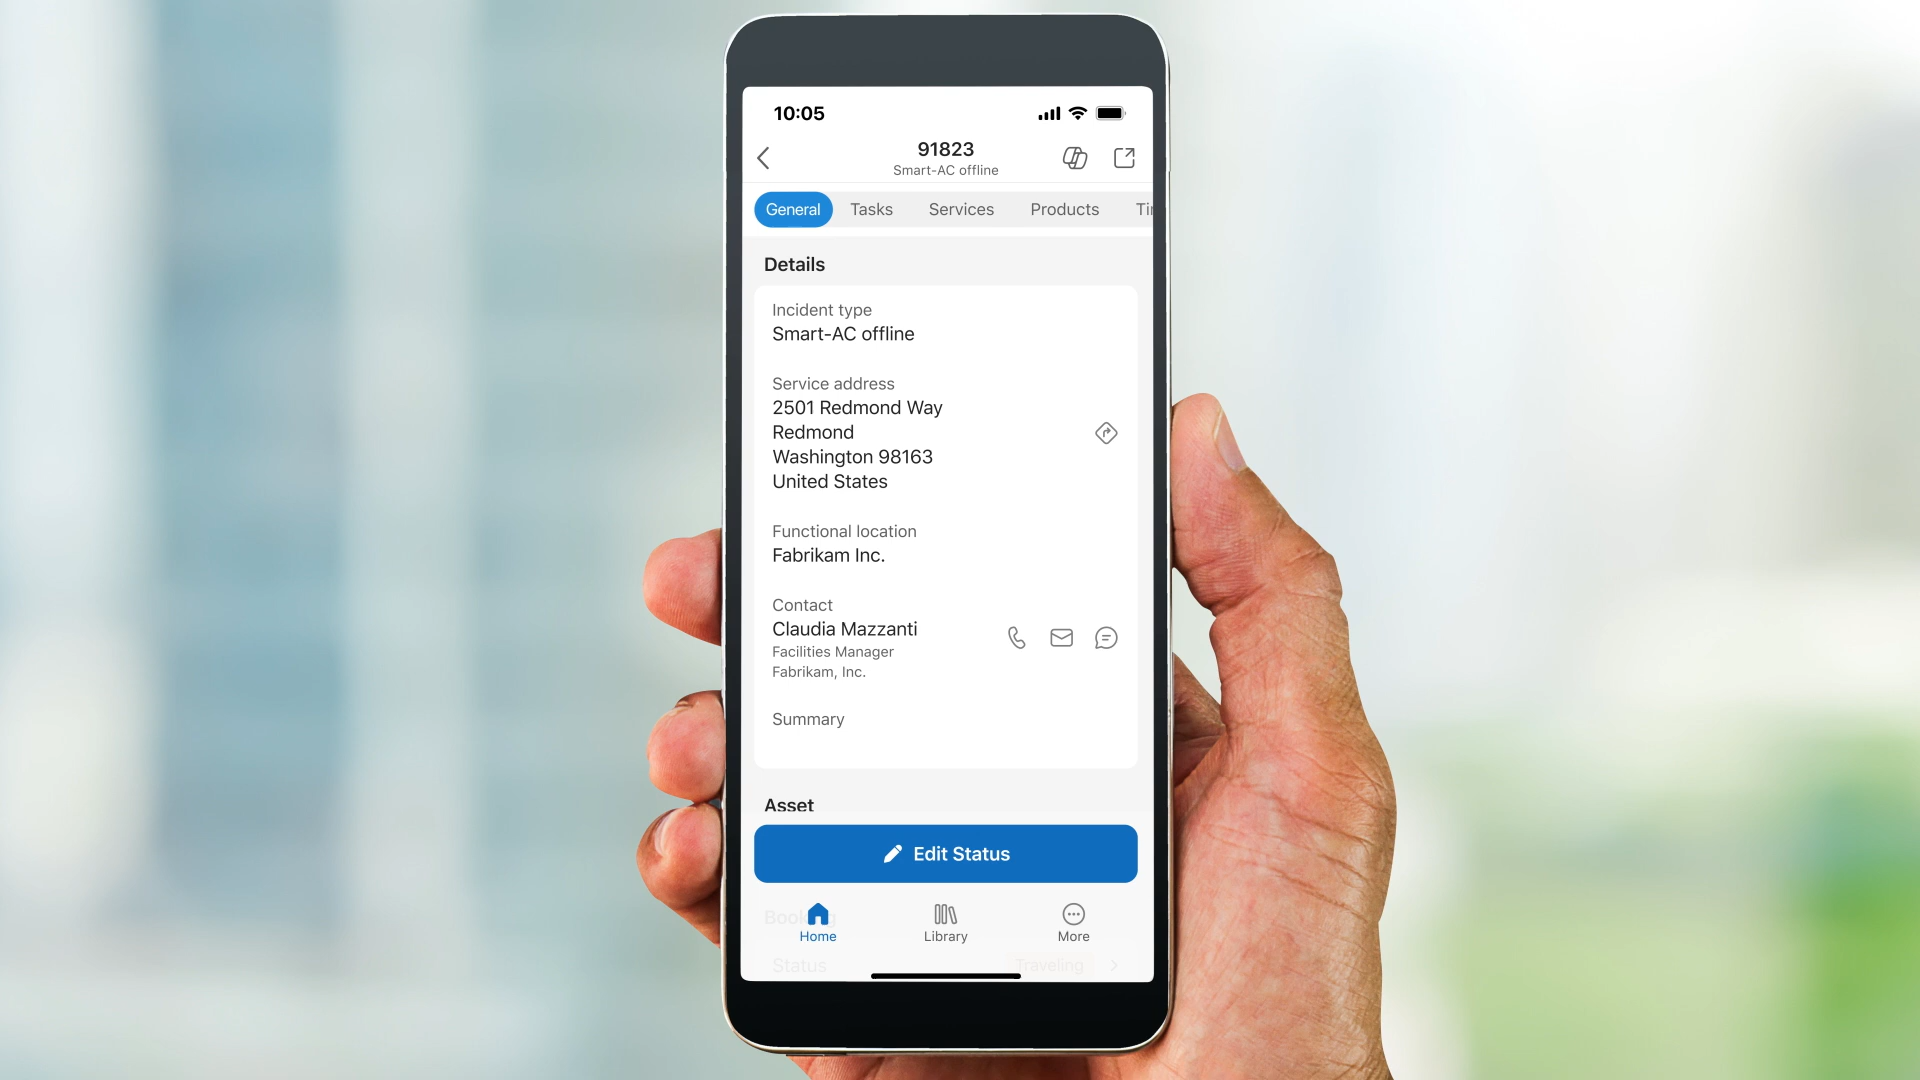 10:05
91823
Smart-AC offline
General Tasks Services Products Ti
Details
Incident type
Smart-AC offline
Service address
2501 Redmond Way
Redmond
Washington 98163
United States
Functional location
Fabrikam Inc.
Contact
Claudia Mazzanti
Facilities Manager
Fabrikam, Inc.
Summary
Asset
Edit Status
Booking
Home Library More
Status Traveling